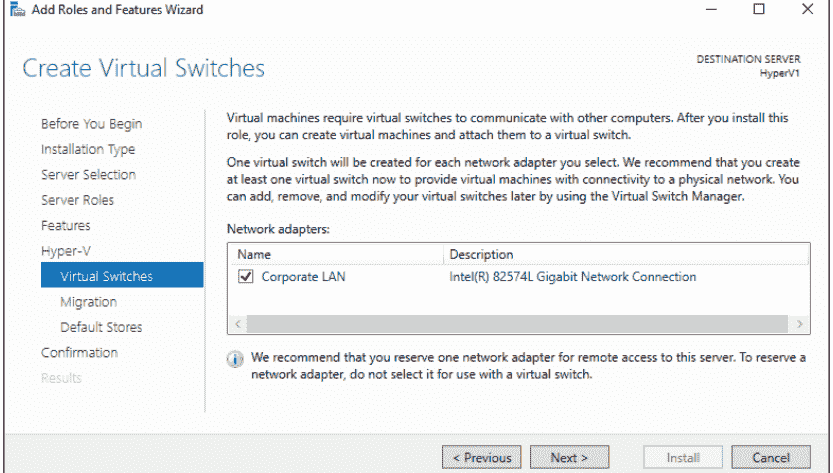 Add Roles and Features Wizard
Create Virtual Switches
DESTINATION SERVER
HyperV1
Before You Begin
Installation Type
Server Selection
Server Roles
Features
Hyper-V
Virtual Switches
Migration
Default Stores
Confirmation
Results
Virtual machines require virtual switches to communicate with other computers. After you install this
role, you can create virtual machines and attach them to a virtual switch.
One virtual switch will be created for each network adapter you select. We recommend that you create
at least one virtual switch now to provide virtual machines with connectivity to a physical network. You
can add, remove, and modify your virtual switches later by using the Virtual Switch Manager.
Network adapters:
Name Description
Corporate LAN Intel(R) 82574L Gigabit Network Connection
We recommend that you reserve one network adapter for remote access to this server. To reserve a
network adapter, do not select it for use with a virtual switch.
< Previous Next > Install Cancel